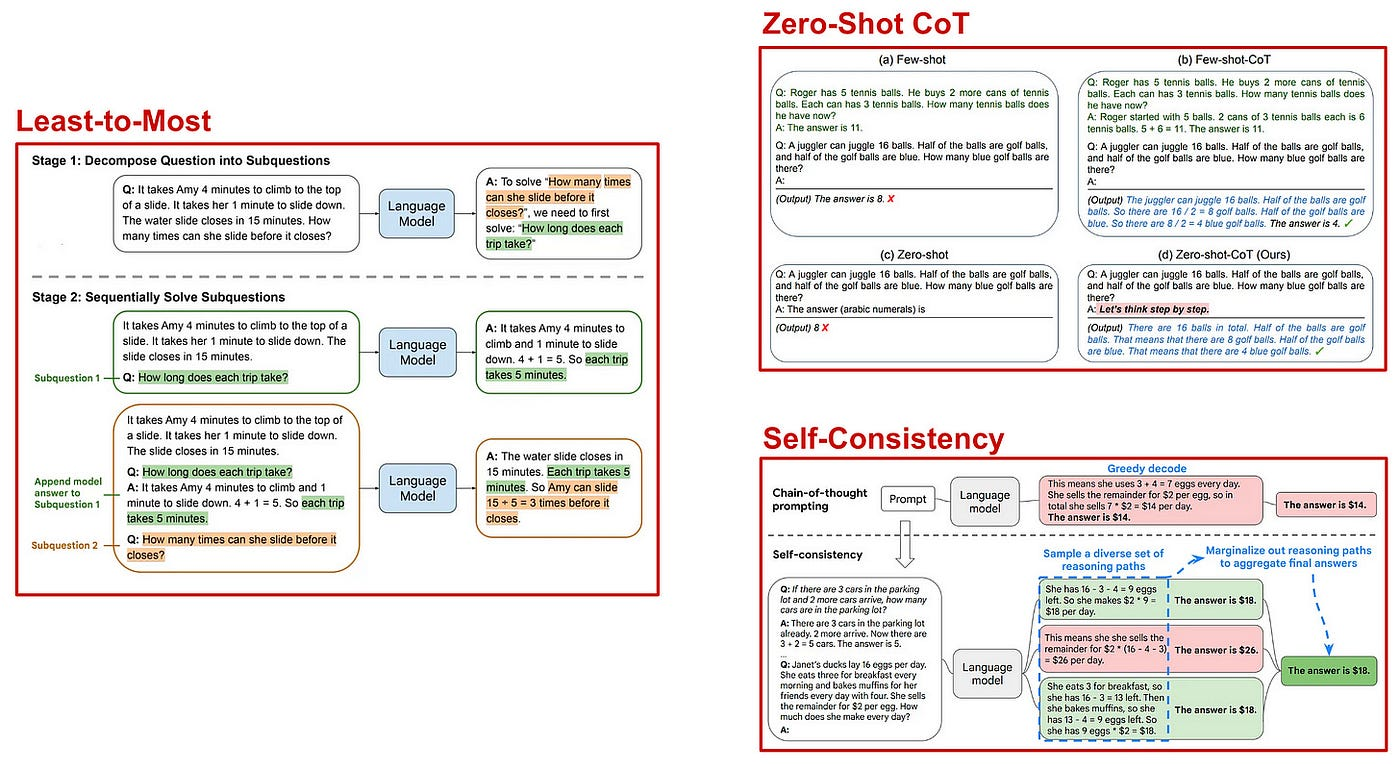 Least-to-Most
Stage 1: Decompose Question into Subquestions
Q: It takes Amy 4 minutes to climb to the top
of a slide. It takes her 1 minute to slide down.
The water slide closes in 15 minutes. How
many times can she slide before it closes?
Language
Model
A: To solve “How many times
can she slide before it
closes?”, we need to first
solve: “How long does each
trip take?”
Stage 2: Sequentially Solve Subquestions
It takes Amy 4 minutes to climb to the top of a
slide. It takes her 1 minute to slide down. The
slide closes in 15 minutes.
Subquestion 1
Q: How long does each trip take?
Language
Model
A: It takes Amy 4 minutes to
climb and 1 minute to slide
down. 4 + 1 = 5. So each trip
takes 5 minutes.
It takes Amy 4 minutes to climb to the top of
a slide. It takes her 1 minute to slide down.
The slide closes in 15 minutes.
Append model
answer to
Subquestion 1
Q: How long does each trip take?
A: It takes Amy 4 minutes to climb and 1
minute to slide down. 4 + 1 = 5. So each trip
takes 5 minutes.
Subquestion 2
Q: How many times can she slide before it
closes?
Language
Model
A: The water slide closes in
15 minutes. Each trip takes 5
minutes. So Amy can slide
15 ÷ 5 = 3 times before it
closes.
Zero-Shot CoT
(a) Few-shot
Q: Roger has 5 tennis balls. He buys 2 more cans of tennis
balls. Each can has 3 tennis balls. How many tennis balls does
he have now?
A: The answer is 11.
Q: A juggler can juggle 16 balls. Half of the balls are golf balls,
and half of the golf balls are blue. How many blue golf balls are
there?
A:
(Output) The answer is 8. ✗
(b) Few-shot-CoT
Q: Roger has 5 tennis balls. He buys 2 more cans of tennis
balls. Each can has 3 tennis balls. How many tennis balls does
he have now?
A: Roger started with 5 balls. 2 cans of 3 tennis balls each is 6
tennis balls. 5 + 6 = 11. The answer is 11.
Q: A juggler can juggle 16 balls. Half of the balls are golf balls,
and half of the golf balls are blue. How many blue golf balls are
there?
A:
(Output) The juggler can juggle 16 balls. Half of the balls are golf
balls. So there are 16 / 2 = 8 golf balls. Half of the golf balls are
blue. So there are 8 / 2 = 4 blue golf balls. The answer is 4. ✓
(c) Zero-shot
Q: A juggler can juggle 16 balls. Half of the balls are golf balls,
and half of the golf balls are blue. How many blue golf balls are
there?
A: The answer (arabic numerals) is
(Output) 8 ✗
(d) Zero-shot-CoT (Ours)
Q: A juggler can juggle 16 balls. Half of the balls are golf balls,
and half of the golf balls are blue. How many blue golf balls are
there?
A: Let's think step by step.
(Output) There are 16 balls in total. Half of the balls are golf
balls. That means that there are 8 golf balls. Half of the golf balls
are blue. That means that there are 4 blue golf balls. ✓
Self-Consistency
Chain-of-thought
prompting
Prompt
Language
model
Greedy decode
This means she uses 3 + 4 = 7 eggs every day.
She sells the remainder for $2 per egg, so in
total she sells 7 * $2 = $14 per day.
The answer is $14.
The answer is $14.
Self-consistency
Q: If there are 3 cars in the parking
lot and 2 more cars arrive, how many
cars are in the parking lot?
A: There are 3 cars in the parking lot
already. 2 more arrive. Now there are
3 + 2 = 5 cars. The answer is 5.
...
Q: Janet's ducks lay 16 eggs per day.
She eats three for breakfast every
morning and bakes muffins for her
friends every day with four. She sells
the remainder for $2 per egg. How
much does she make every day?
A:
Language
model
Sample a diverse set of
reasoning paths
She has 16 - 3 - 4 = 9 eggs
left. So she makes $2 * 9 =
$18 per day.
The answer is $18.
This means she she sells the
remainder for $2 * (16 - 4 - 3)
= $26 per day.
The answer is $26.
She eats 3 for breakfast, so
she has 16 - 3 = 13 left. Then
she bakes muffins, so she
has 13 - 4 = 9 eggs left. So
she has 9 eggs * $2 = $18.
The answer is $18.
Marginalize out reasoning paths
to aggregate final answers
The answer is $18.